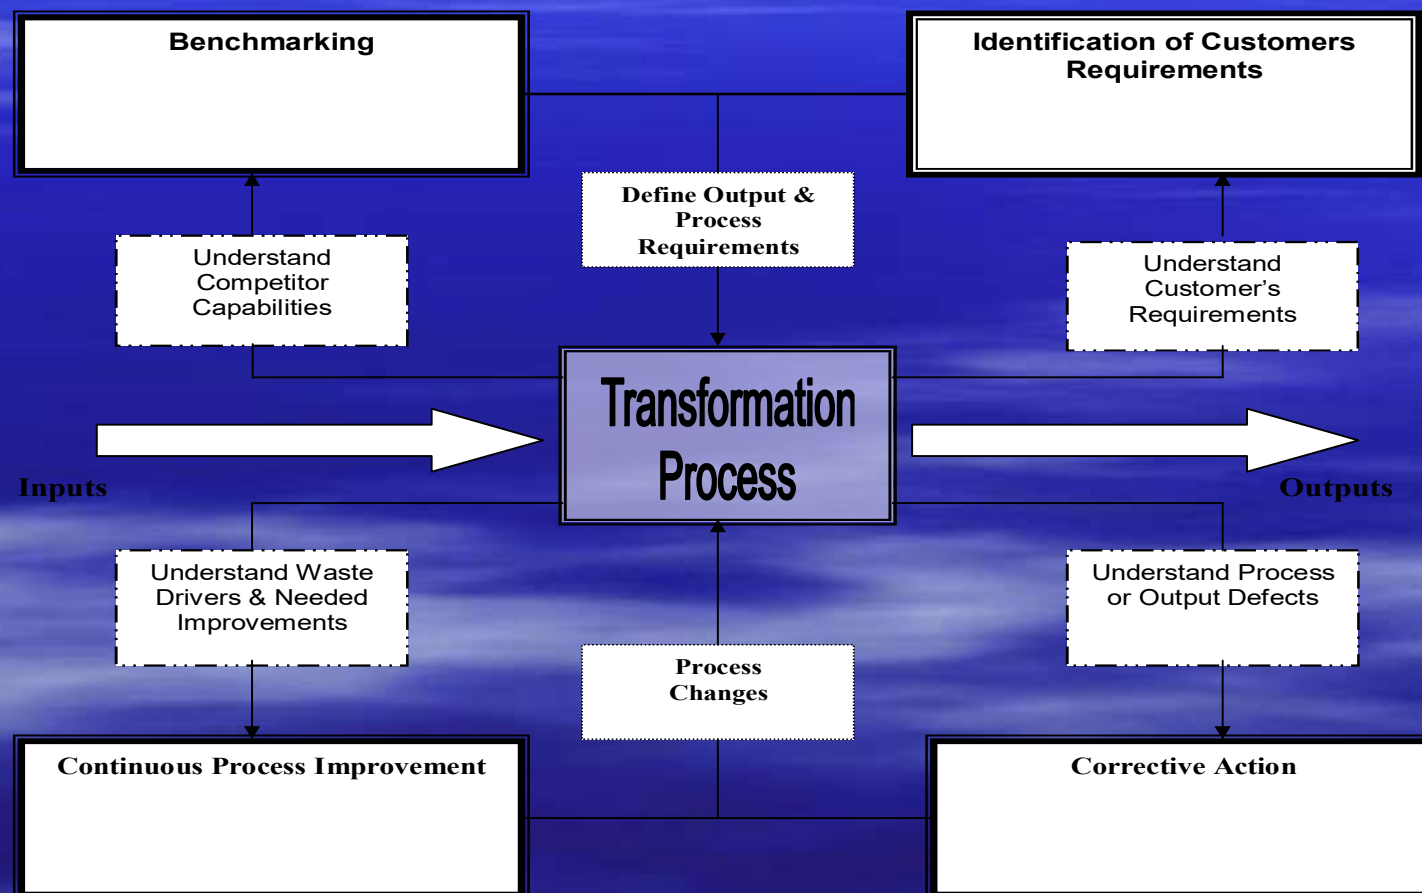 Benchmarking
Identification of Customers
Requirements
Define Output &
Process
Requirements
Understand
Competitor
Capabilities
Understand
Customer’s
Requirements
Transformation
Process
Inputs
Outputs
Understand Waste
Drivers & Needed
Improvements
Understand Process
or Output Defects
Process
Changes
Continuous Process Improvement
Corrective Action